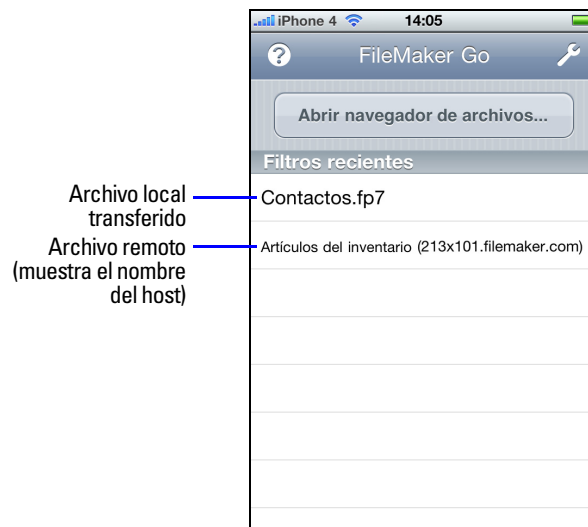 iPhone 4 14:05
? FileMaker Go
Abrir navegador de archivos...
Filtros recientes
Archivo local
transferido
Contactos.fp7
Archivo remoto
(muestra el nombre
del host)
Artículos del inventario (213x101.filemaker.com)